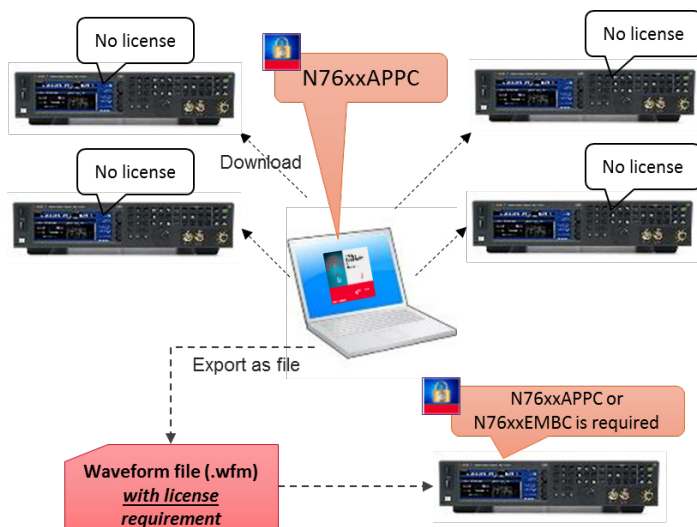 No license
No license
N76xxAPPC
Download
No license
No license
Export as file
N76xxAPPC or
N76xxEMBC is required
Waveform file (.wfm)
with license
requirement